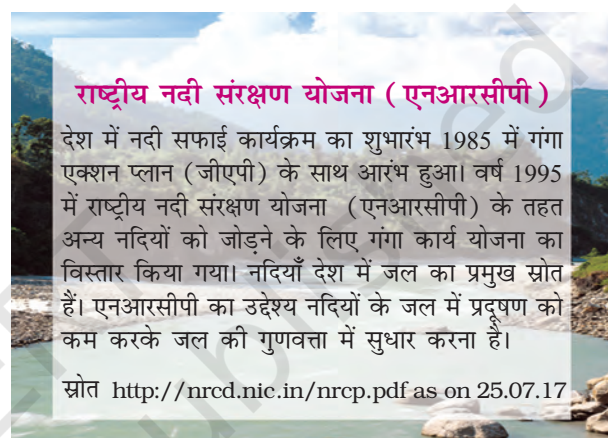 राष्ट्रीय नदी संरक्षण योजना ( एनआरसीपी )
देश में नदी सफाई कार्यक्रम का शुभारंभ 1985 में गंगा
एक्शन प्लान (जीएपी) के साथ आरंभ हुआ। वर्ष 1995
में राष्ट्रीय नदी संरक्षण योजना (एनआरसीपी) के तहत
अन्य नदियों को जोड़ने के लिए गंगा कार्य योजना का
विस्तार किया गया। नदियाँ देश में जल का प्रमुख स्रोत
हैं। एनआरसीपी का उद्देश्य नदियों के जल में प्रदूषण को
कम करके जल की गुणवत्ता में सुधार करना है।
स्रोत http://nrcd.nic.in/nrcp.pdf as on 25.07.17